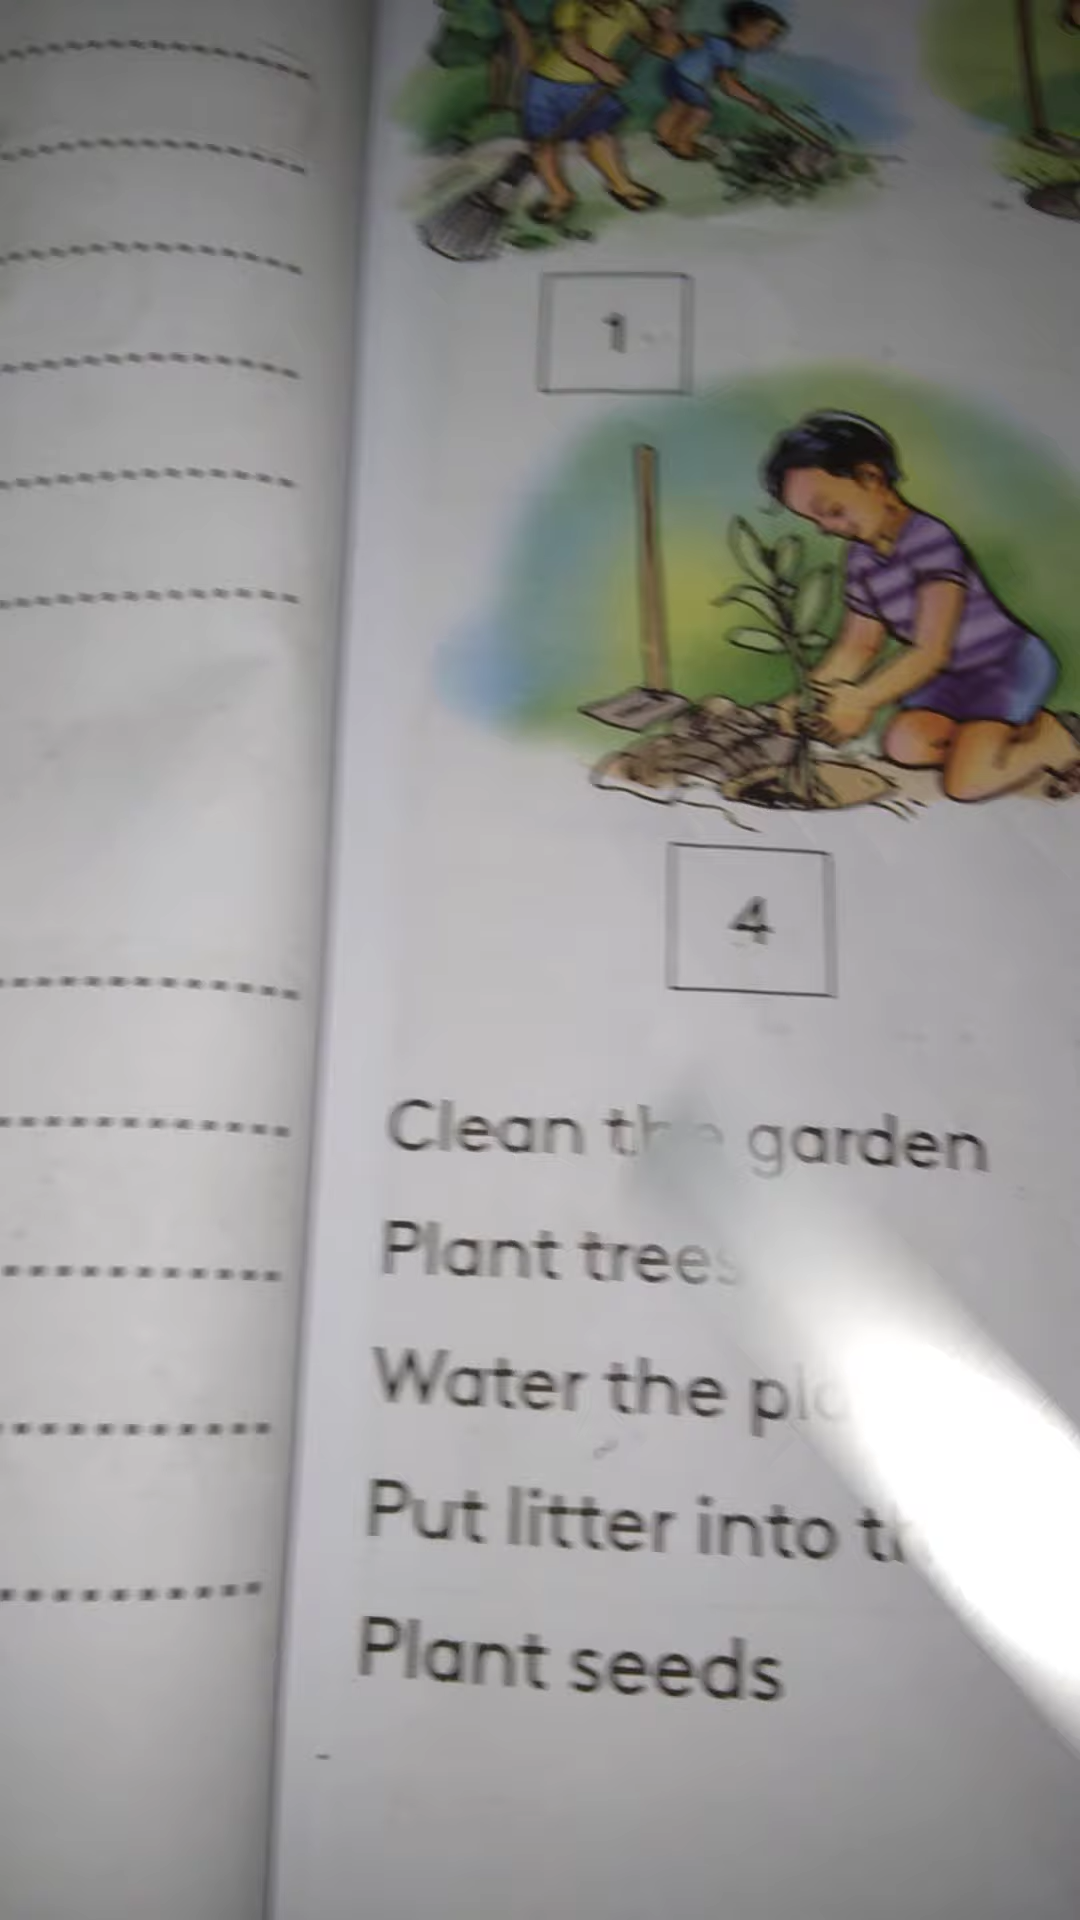 1
4
Clean the garden
Plant trees
Water the
Put litter into
Plant seeds